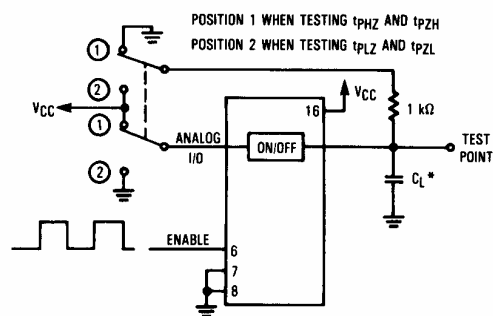 POSITION 1 WHEN TESTING tPHZ AND tPZH
POSITION 2 WHEN TESTING tPLZ AND tPZL
1
2
VCC
1
2
ANALOG
I/O
ON/OFF
16
VCC
1 kΩ
TEST
POINT
CL*
ENABLE
6
7
8